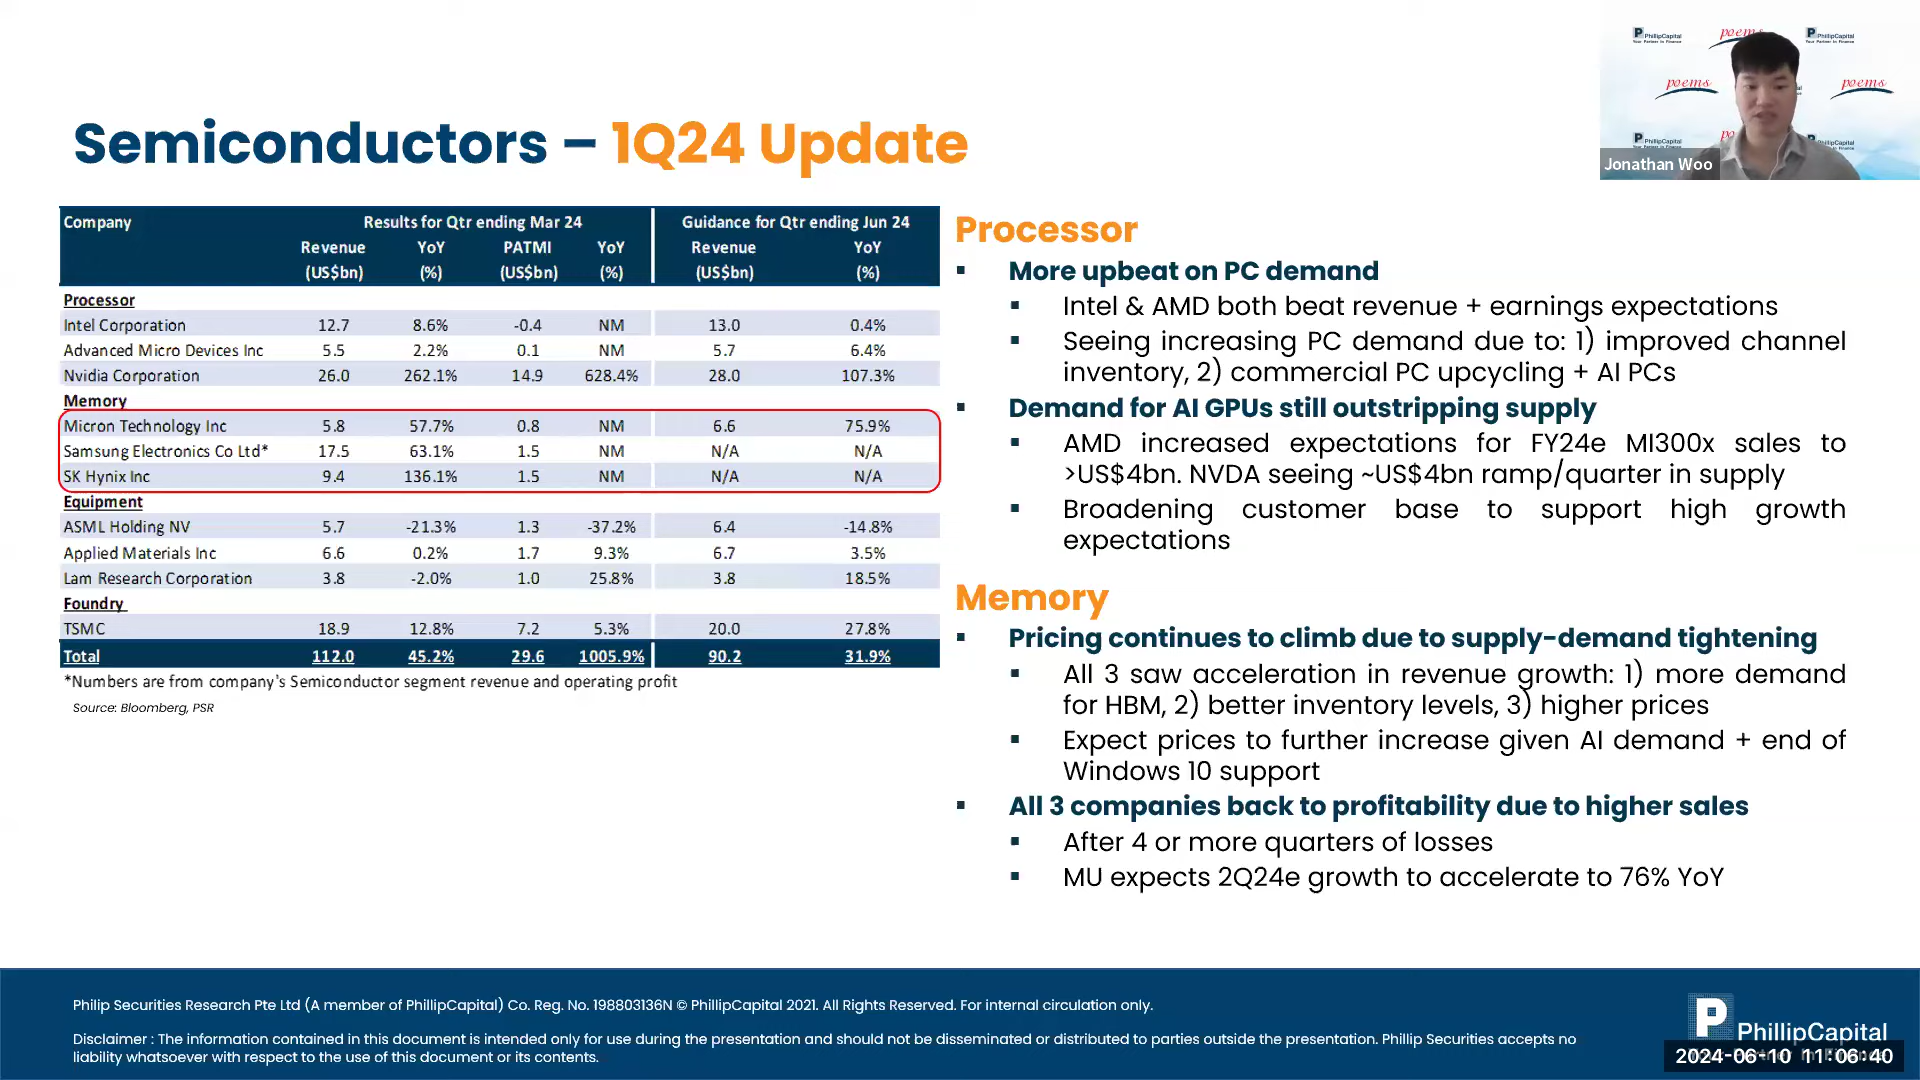 PhillipCapital
Your Partner in Finance
poems
PhillipCapital
Your Partner in Finance
poems
poems
PhillipCapital
PhillipCapital
Jonathan Woo
Semiconductors – 1Q24 Update
Company Results for Qtr ending Mar 24 Guidance for Qtr ending Jun 24
Revenue YoY PATMI YoY Revenue YoY
(US$bn) (%) (US$bn) (%) (US$bn) (%)
Processor
Intel Corporation 12.7 8.6% -0.4 NM 13.0 0.4%
Advanced Micro Devices Inc 5.5 2.2% 0.1 NM 5.7 6.4%
Nvidia Corporation 26.0 262.1% 14.9 628.4% 28.0 107.3%
Memory
Micron Technology Inc 5.8 57.7% 0.8 NM 6.6 75.9%
Samsung Electronics Co Ltd* 17.5 63.1% 1.5 NM N/A N/A
SK Hynix Inc 9.4 136.1% 1.5 NM N/A N/A
Equipment
ASML Holding NV 5.7 -21.3% 1.3 -37.2% 6.4 -14.8%
Applied Materials Inc 6.6 0.2% 1.7 9.3% 6.7 3.5%
Lam Research Corporation 3.8 -2.0% 1.0 25.8% 3.8 18.5%
Foundry
TSMC 18.9 12.8% 7.2 5.3% 20.0 27.8%
Total 112.0 45.2% 29.6 1005.9% 90.2 31.9%
*Numbers are from company's Semiconductor segment revenue and operating profit
Source: Bloomberg, PSR
Processor
▪ More upbeat on PC demand
▪ Intel & AMD both beat revenue + earnings expectations
▪ Seeing increasing PC demand due to: 1) improved channel
inventory, 2) commercial PC upcycling + AI PCs
▪ Demand for AI GPUs still outstripping supply
▪ AMD increased expectations for FY24e MI300x sales to
>US$4bn. NVDA seeing ~US$4bn ramp/quarter in supply
▪ Broadening customer base to support high growth
expectations
Memory
▪ Pricing continues to climb due to supply-demand tightening
▪ All 3 saw acceleration in revenue growth: 1) more demand
for HBM, 2) better inventory levels, 3) higher prices
▪ Expect prices to further increase given AI demand + end of
Windows 10 support
▪ All 3 companies back to profitability due to higher sales
▪ After 4 or more quarters of losses
▪ MU expects 2Q24e growth to accelerate to 76% YoY
Philip Securities Research Pte Ltd (A member of PhillipCapital) Co. Reg. No. 198803136N © PhillipCapital 2021. All Rights Reserved. For internal circulation only.
Disclaimer : The information contained in this document is intended only for use during the presentation and should not be disseminated or distributed to parties outside the presentation. Phillip Securities accepts no
liability whatsoever with respect to the use of this document or its contents.
PhillipCapital
2024-06-10 11:06:40